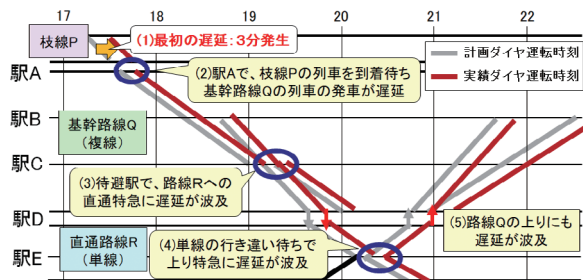 17 18 19 20 21 22
枝線P
(1)最初の遅延:3分発生
計画ダイヤ運転時刻
実績ダイヤ運転時刻
駅A
(2)駅Aで、枝線Pの列車を到着待ち
基幹路線Qの列車の発車が遅延
駅B
基幹路線Q
(複線)
駅C
(3)待避駅で、路線Rへの
直通特急に遅延が波及
駅D
(5)路線Qの上りにも
遅延が波及
直通路線R
(単線)
(4)単線の行き違い待ちで
上り特急に遅延が波及
駅E